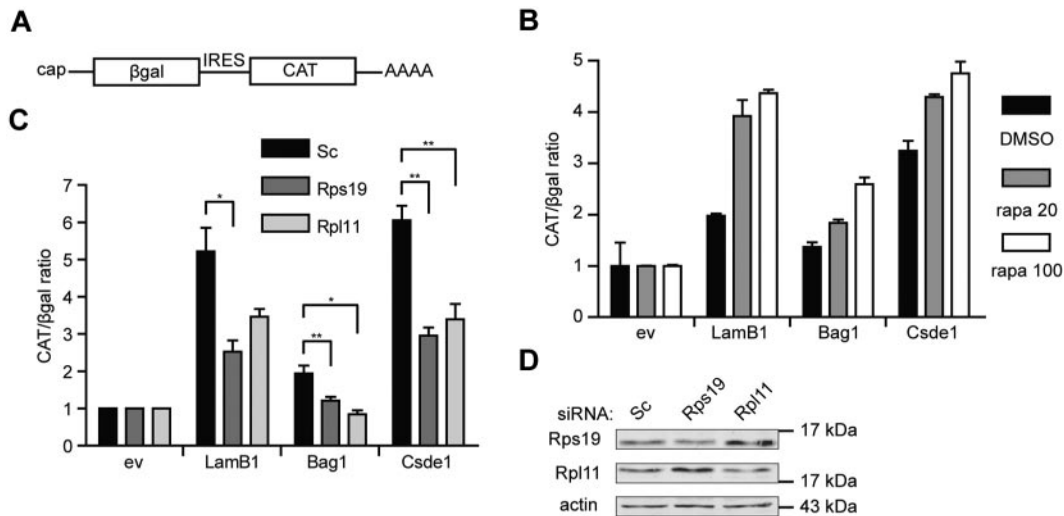 A
cap
βgal
IRES
CAT
AAAA
B
CAT/βgal ratio
5
4
3
2
1
0
ev
LamB1
Bag1
Csde1
DMSO
rapa 20
rapa 100
C
Sc
Rps19
Rpl11
CAT/βgal ratio
7
6
5
4
3
2
1
0
*
**
*
**
**
ev
LamB1
Bag1
Csde1
D
siRNA: Sc Rps19 Rpl11
Rps19 17 kDa
Rpl11 17 kDa
actin 43 kDa